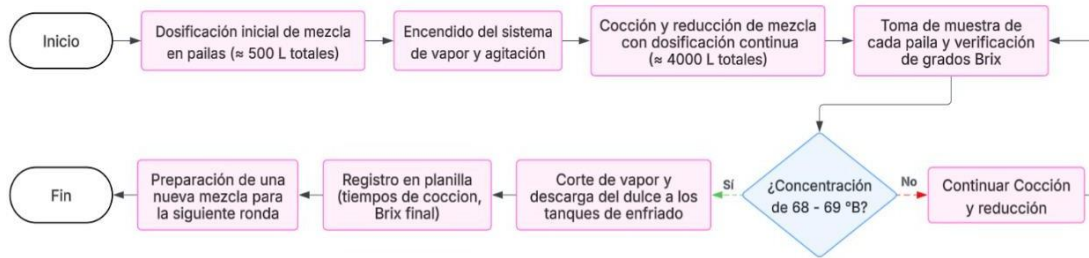 Inicio
Dosificación inicial de mezcla
en pailas (≈ 500 L totales)
Encendido del sistema
de vapor y agitación
Cocción y reducción de mezcla
con dosificación continua
(≈ 4000 L totales)
Toma de muestra de
cada paila y verificación
de grados Brix
¿Concentración
de 68 - 69 °B?
No
Continuar Cocción
y reducción
Sí
Corte de vapor y
descarga del dulce a los
tanques de enfriado
Registro en planilla
(tiempos de coccion,
Brix final)
Preparación de una
nueva mezcla para
la siguiente ronda
Fin